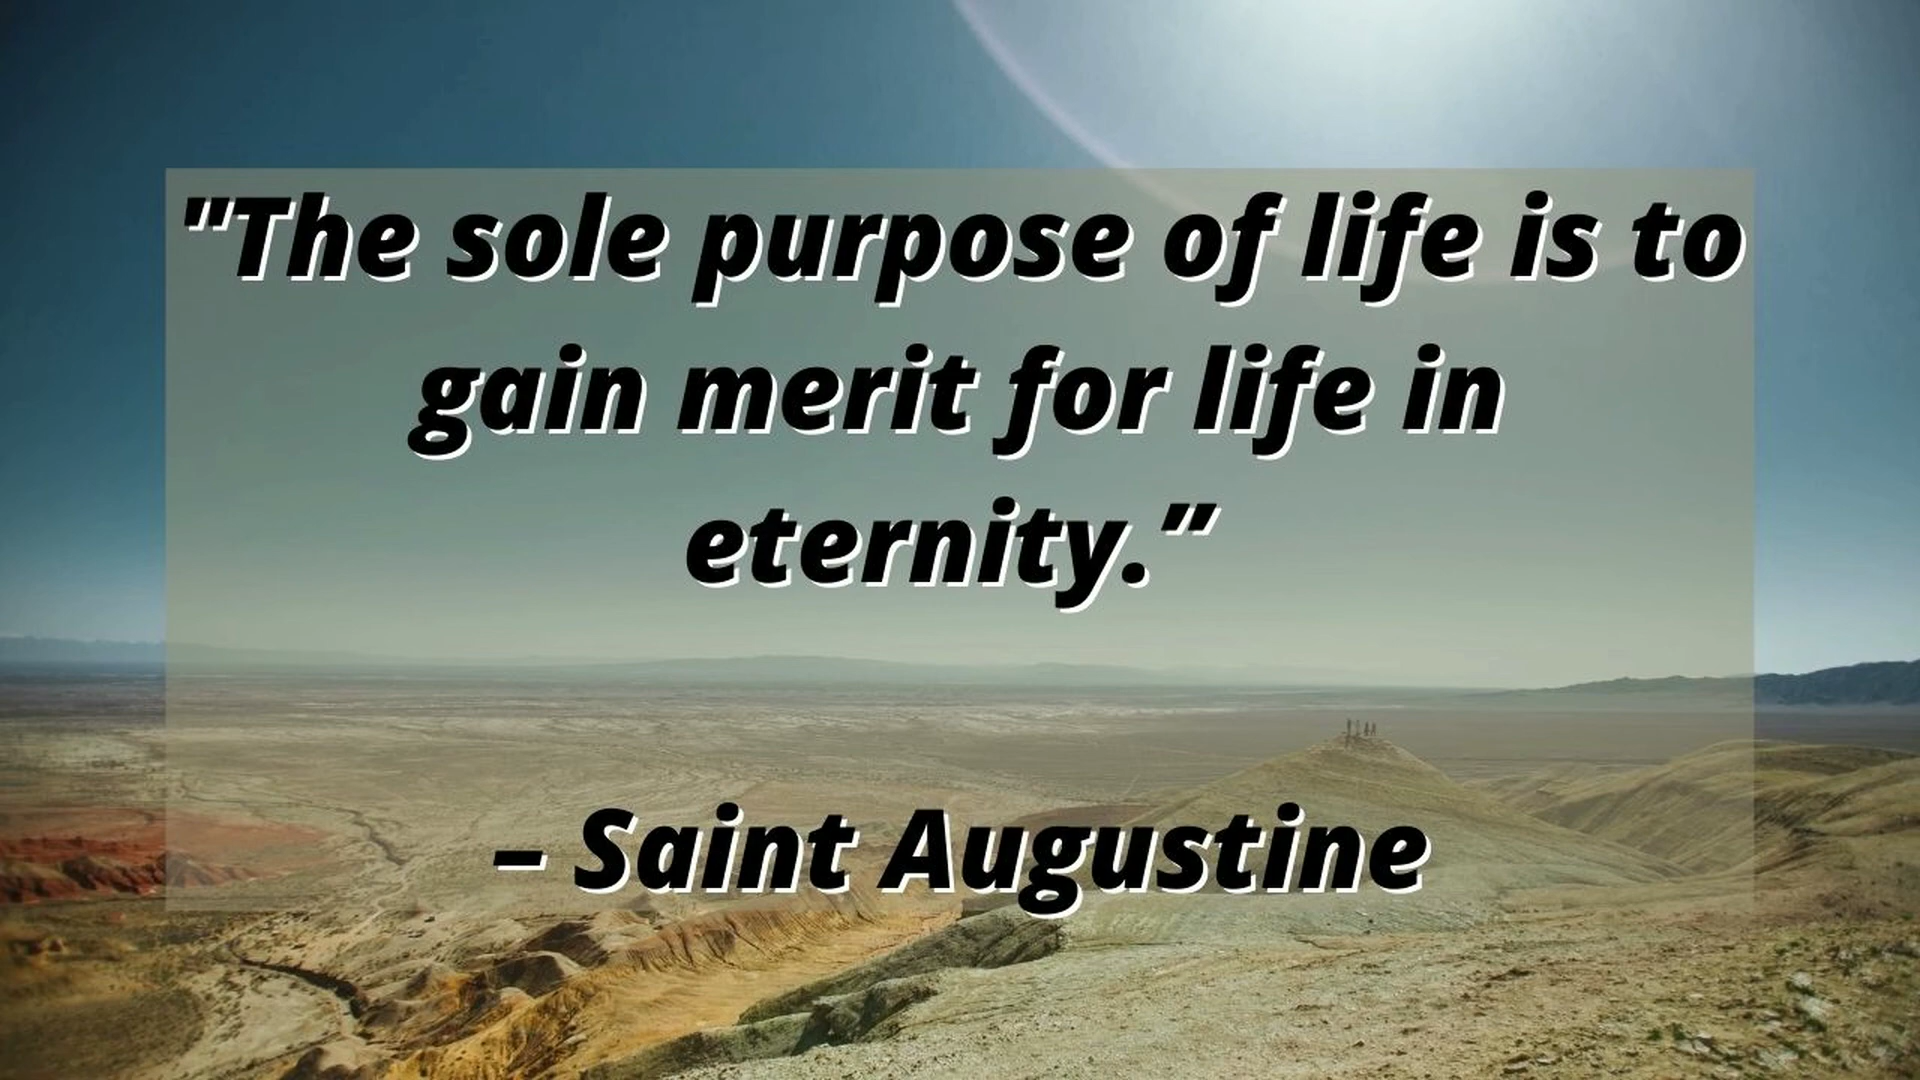 "The sole purpose of life is to
gain merit for life in
eternity.”
– Saint Augustine